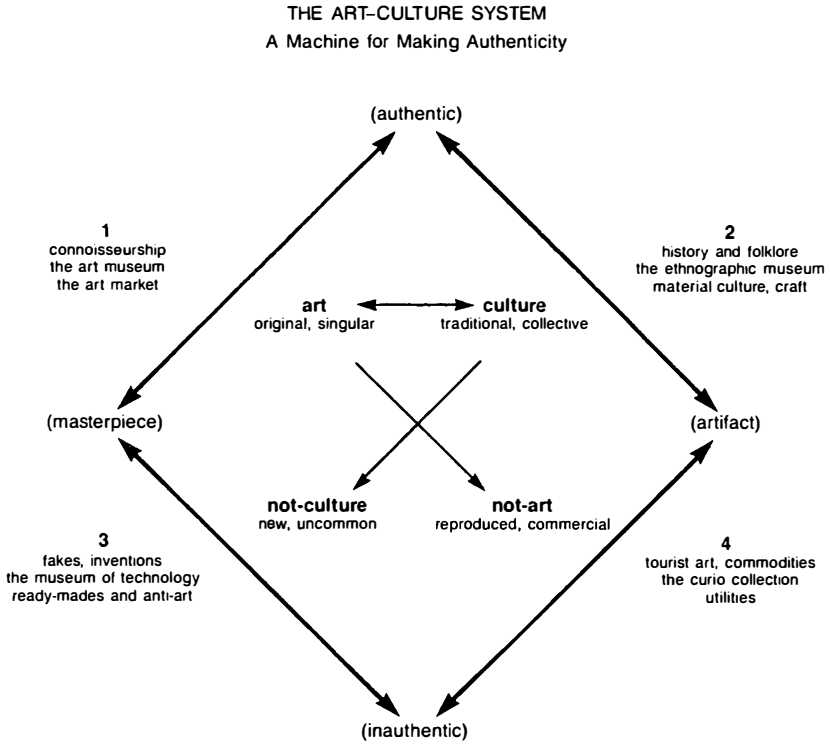 THE ART–CULTURE SYSTEM
A Machine for Making Authenticity
(authentic)
1
connoisseurship
the art museum
the art market
2
history and folklore
the ethnographic museum
material culture, craft
art
original, singular
culture
traditional, collective
(masterpiece)
(artifact)
not-culture
new, uncommon
not-art
reproduced, commercial
3
fakes, inventions
the museum of technology
ready-mades and anti-art
4
tourist art, commodities
the curio collection
utilities
(inauthentic)